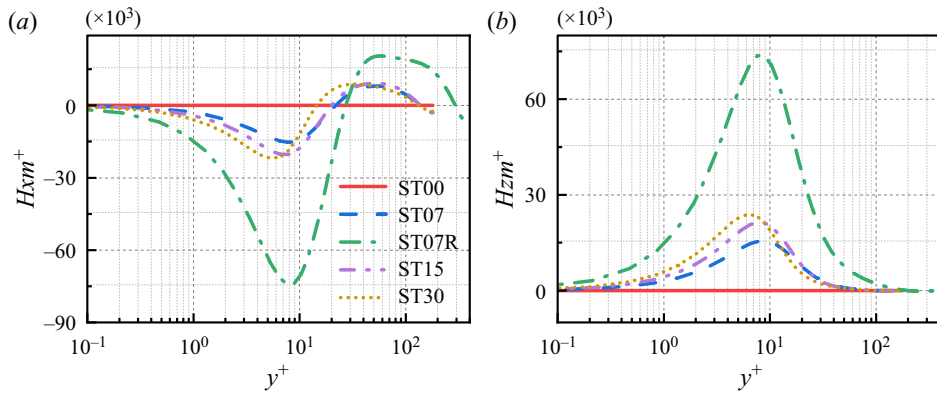 (a) (×10³)
0
−30
−60
−90
Hxm⁺
ST00
ST07
ST07R
ST15
ST30
10⁻¹ 10⁰ 10¹ 10²
y⁺
(b) (×10³)
60
30
0
Hzm⁺
10⁻¹ 10⁰ 10¹ 10²
y⁺